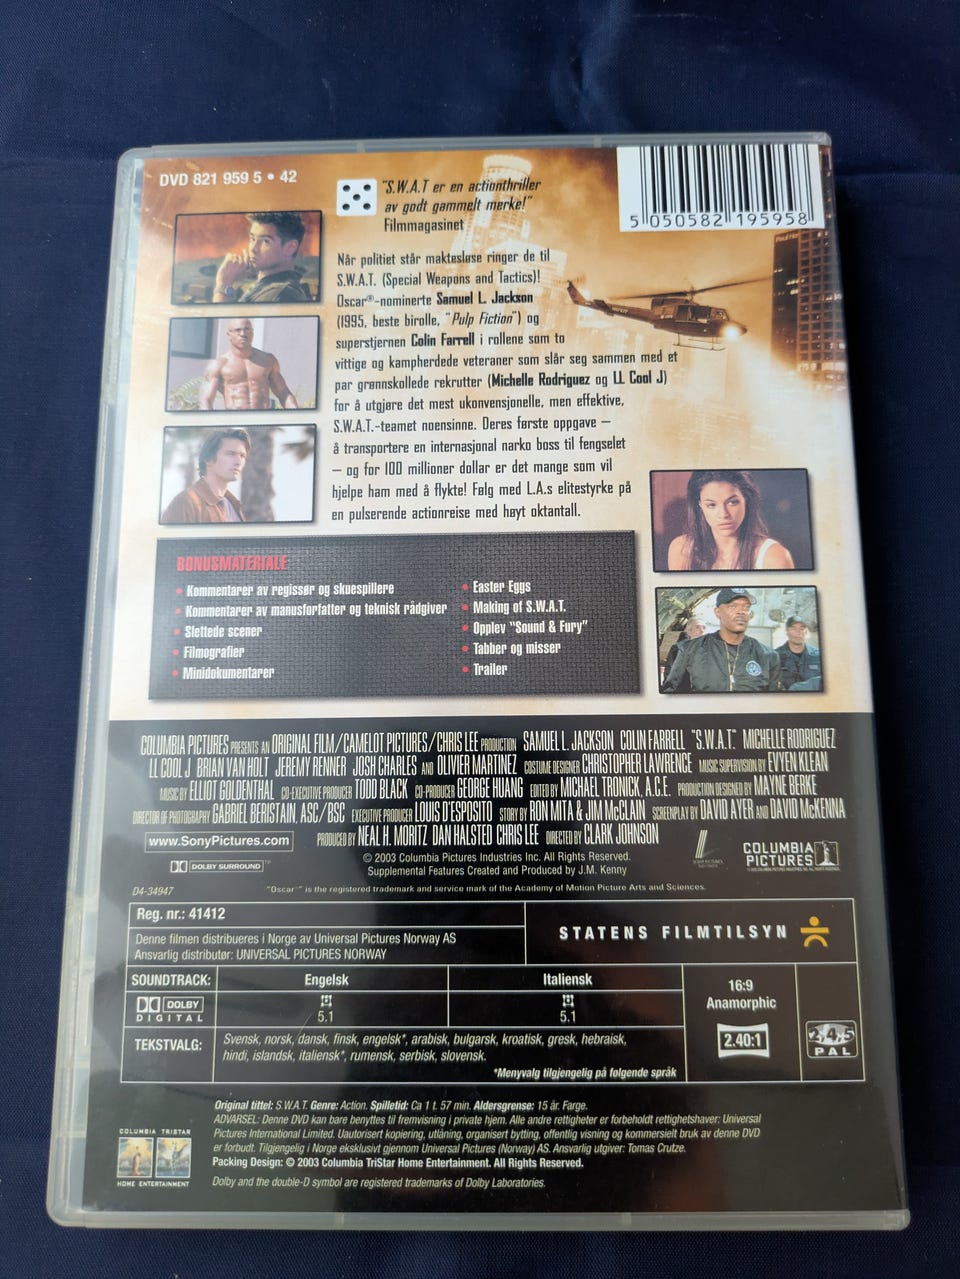 DVD 821 959 5 • 42
"S.W.A.T er en actionthriller
av godt gammelt merke!"
Filmmagasinet
5 050582 195958
Når politiet står maktesløse ringer de til
S.W.A.T. (Special Weapons and Tactics)!
Oscar®-nominerte Samuel L. Jackson
(1995, beste birolle, "Pulp Fiction") og
superstjernen Colin Farrell i rollene som to
vittige og kampherdede veteraner som slår seg sammen med et
par grønnskollede rekrutter (Michelle Rodriguez og LL Cool J)
for å utgjøre det mest ukonvensjonelle, men effektive,
S.W.A.T.-teamet noensinne. Deres første oppgave –
å transportere en internasjonal narko boss til fengselet
– og for 100 millioner dollar er det mange som vil
hjelpe ham med å flykte! Følg med L.A.s elitestyrke på
en pulserende actionreise med høyt oktantall.
BONUSMATERIALE
• Kommentarer av regissør og skuespillere
• Kommentarer av manusforfatter og teknisk rådgiver
• Slettede scener
• Filmografier
• Minidokumentarer
• Easter Eggs
• Making of S.W.A.T.
• Opplev "Sound & Fury"
• Tabber og misser
• Trailer
COLUMBIA PICTURES PRESENTS AN ORIGINAL FILM/CAMELOT PICTURES/CHRIS LEE PRODUCTION SAMUEL L. JACKSON COLIN FARRELL "S.W.A.T." MICHELLE RODRIGUEZ
LL COOL J BRIAN VAN HOLT JEREMY RENNER JOSH CHARLES AND OLIVIER MARTINEZ COSTUME DESIGNER CHRISTOPHER LAWRENCE MUSIC SUPERVISION BY EVYEN KLEAN
MUSIC BY ELLIOT GOLDENTHAL CO-EXECUTIVE PRODUCER TODD BLACK CO-PRODUCER GEORGE HUANG EDITED BY MICHAEL TRONICK, A.C.E. PRODUCTION DESIGNED BY MAYNE BERKE
DIRECTOR OF PHOTOGRAPHY GABRIEL BERISTAIN, ASC/BSC EXECUTIVE PRODUCER LOUIS D'ESPOSITO STORY BY RON MITA & JIM McCLAIN SCREENPLAY BY DAVID AYER AND DAVID McKENNA
PRODUCED BY NEAL H. MORITZ DAN HALSTED CHRIS LEE DIRECTED BY CLARK JOHNSON
www.SonyPictures.com
DOLBY SURROUND™
© 2003 Columbia Pictures Industries Inc. All Rights Reserved.
Supplemental Features Created and Produced by J.M. Kenny
COLUMBIA
PICTURES
D4-34947
"Oscar®" is the registered trademark and service mark of the Academy of Motion Picture Arts and Sciences.
Reg. nr.: 41412
Denne filmen distribueres i Norge av Universal Pictures Norway AS
Ansvarlig distributør: UNIVERSAL PICTURES NORWAY
STATENS FILMTILSYN
SOUNDTRACK: Engelsk Italiensk
DOLBY
DIGITAL
5.1 5.1
16:9
Anamorphic
2.40:1
2,4,5
PAL
TEKSTVALG:
Svensk, norsk, dansk, finsk, engelsk*, arabisk, bulgarsk, kroatisk, gresk, hebraisk,
hindi, islandsk, italiensk*, rumensk, serbisk, slovensk.
*Menyvalg tilgjengelig på følgende språk
Original tittel: S.W.A.T. Genre: Action. Spilletid: Ca 1 t. 57 min. Aldersgrense: 15 år. Farge.
ADVARSEL: Denne DVD kan bare benyttes til fremvisning i private hjem. Alle andre rettigheter er forbeholdt rettighetshaver: Universal
Pictures International Limited. Uautorisert kopiering, utlåning, organisert bytting, offentlig visning og kommersielt bruk av denne DVD
er forbudt. Tilgjengelig i Norge eksklusivt gjennom Universal Pictures (Norway) AS. Ansvarlig utgiver: Tomas Crutze.
Packing Design: © 2003 Columbia TriStar Home Entertainment. All Rights Reserved.
Dolby and the double-D symbol are registered trademarks of Dolby Laboratories.
COLUMBIA TRISTAR
HOME ENTERTAINMENT